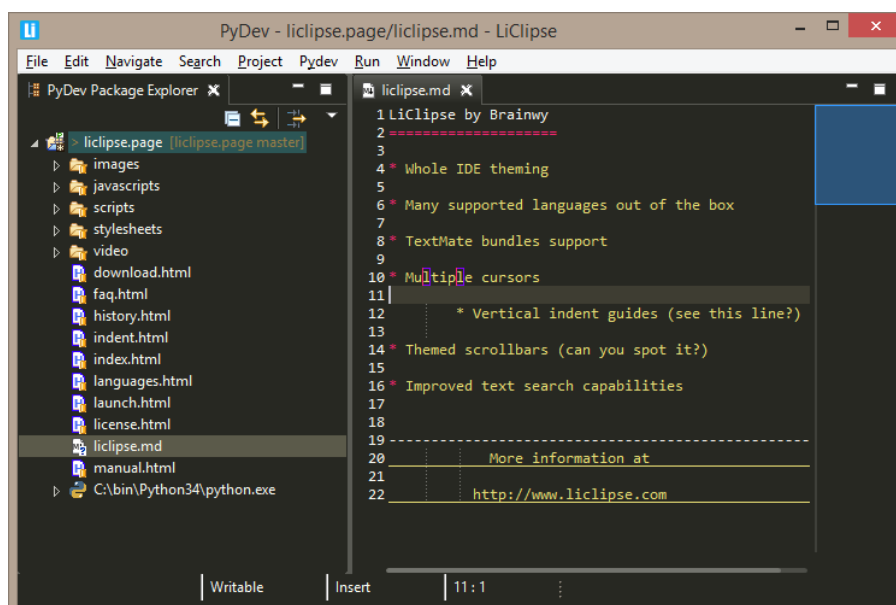 Li PyDev - liclipse.page/liclipse.md - LiClipse
File Edit Navigate Search Project Pydev Run Window Help
PyDev Package Explorer
> liclipse.page [liclipse.page master]
images
javascripts
scripts
stylesheets
video
download.html
faq.html
history.html
indent.html
index.html
languages.html
launch.html
license.html
liclipse.md
manual.html
C:\bin\Python34\python.exe
liclipse.md
1 LiClipse by Brainwy
2 ====================
3
4 * Whole IDE theming
5
6 * Many supported languages out of the box
7
8 * TextMate bundles support
9
10 * Multiple cursors
11
12 * Vertical indent guides (see this line?)
13
14 * Themed scrollbars (can you spot it?)
15
16 * Improved text search capabilities
17
18
19 --------------------------------------------------
20 More information at
21
22 http://www.liclipse.com
Writable Insert 11 : 1